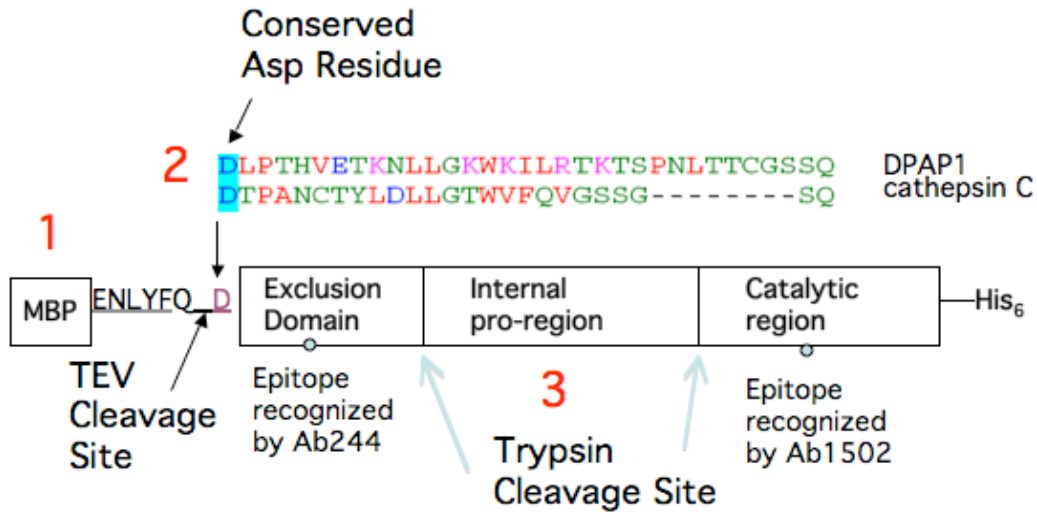 Conserved
Asp Residue
2
DLPTHVETKNLLGKWKILRTKTSPNLTTCGSSQ DPAP1
DTPANCTYLDLLGTWVFQVGSSG---------SQ cathepsin C
1
MBP
ENLYFQ_D
Exclusion
Domain
Internal
pro-region
Catalytic
region
His6
TEV
Cleavage
Site
Epitope
recognized
by Ab244
3
Trypsin
Cleavage Site
Epitope
recognized
by Ab1502